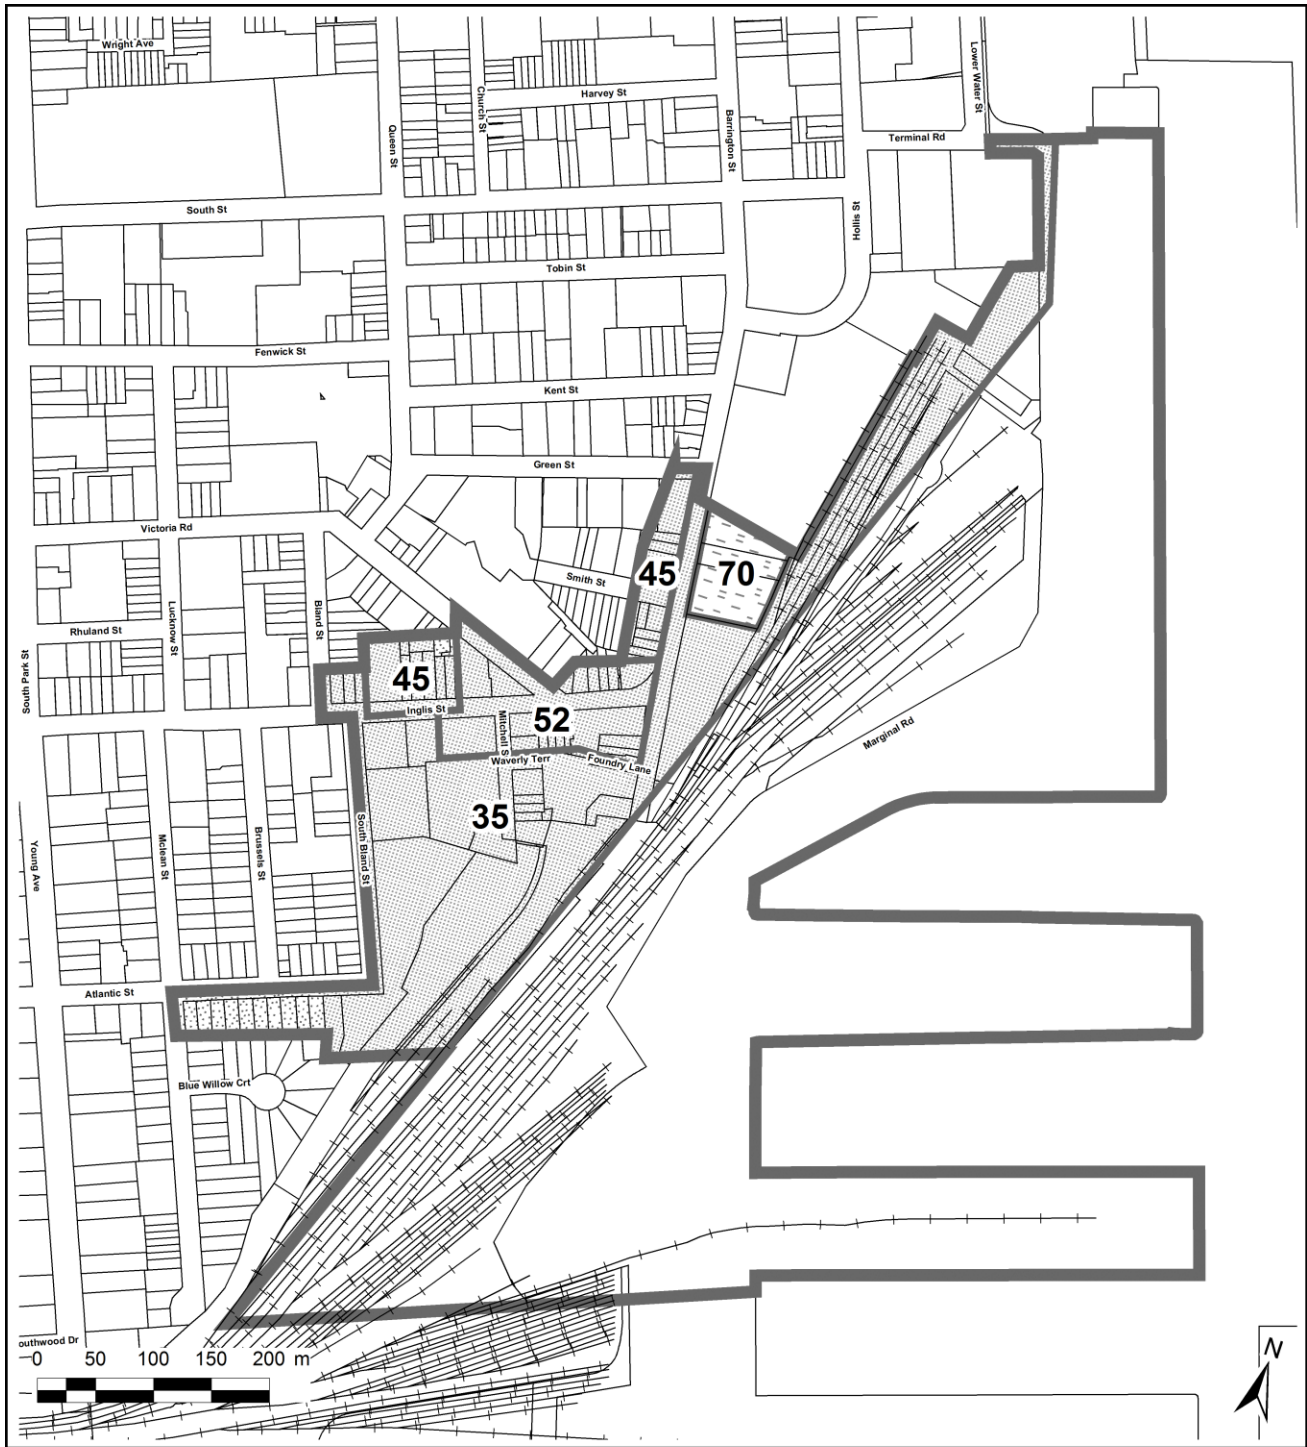 Wright Ave
Harvey St
Church St
Queen St
Barrington St
Lower Water St
Terminal Rd
South St
Hollis St
Tobin St
Fenwick St
Kent St
Green St
Victoria Rd
Smith St
45
70
Rhuland St
Lucknow St
Bland St
South Park St
45
Inglis St
52
Mitchell S
Waverly Terr
Foundry Lane
Marginal Rd
35
South Bland St
Young Ave
Mclean St
Brussels St
Atlantic St
Blue Willow Crt
outhwood Dr
0 50 100 150 200 m
N